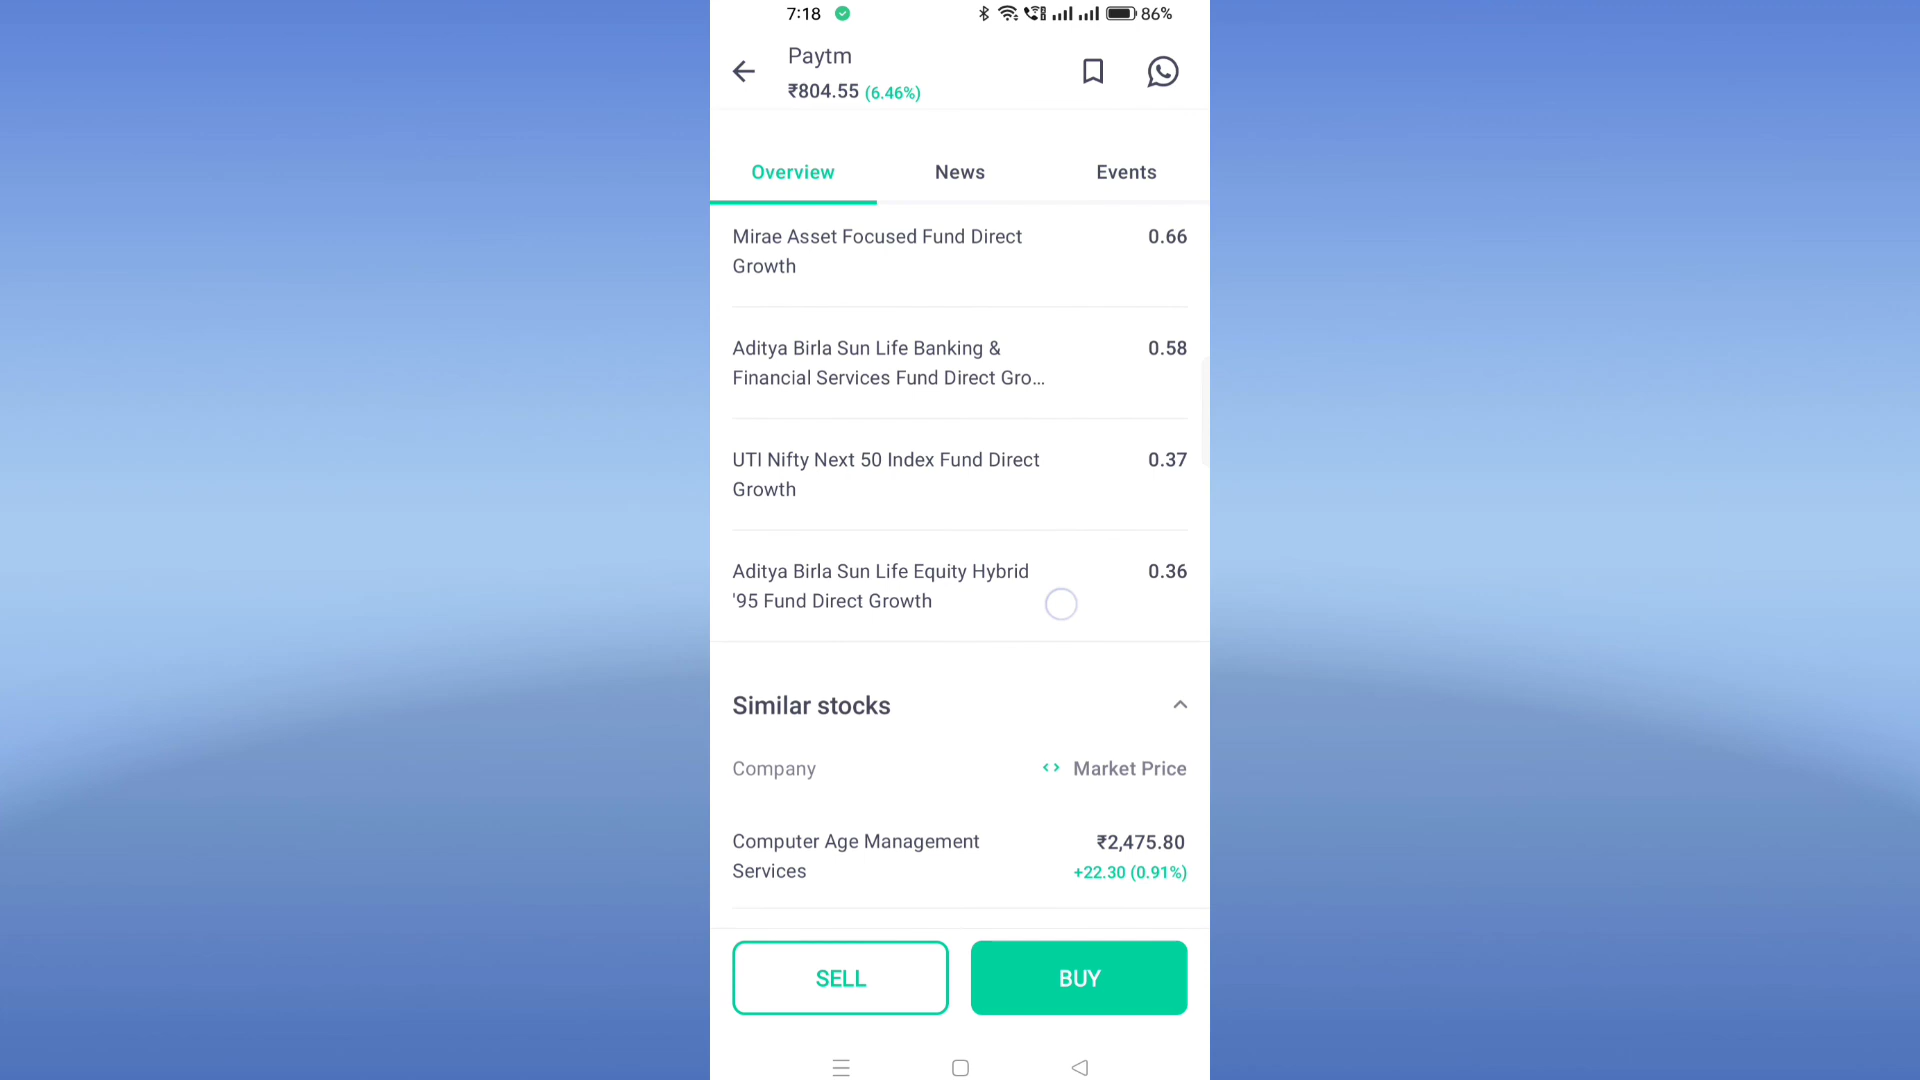 7:18 86%
Paytm
₹804.55 (6.46%)
Overview News Events
Mirae Asset Focused Fund Direct 0.66
Growth
Aditya Birla Sun Life Banking & 0.58
Financial Services Fund Direct Gro...
UTI Nifty Next 50 Index Fund Direct 0.37
Growth
Aditya Birla Sun Life Equity Hybrid 0.36
'95 Fund Direct Growth
Similar stocks
Company <> Market Price
Computer Age Management ₹2,475.80
Services +22.30 (0.91%)
SELL BUY